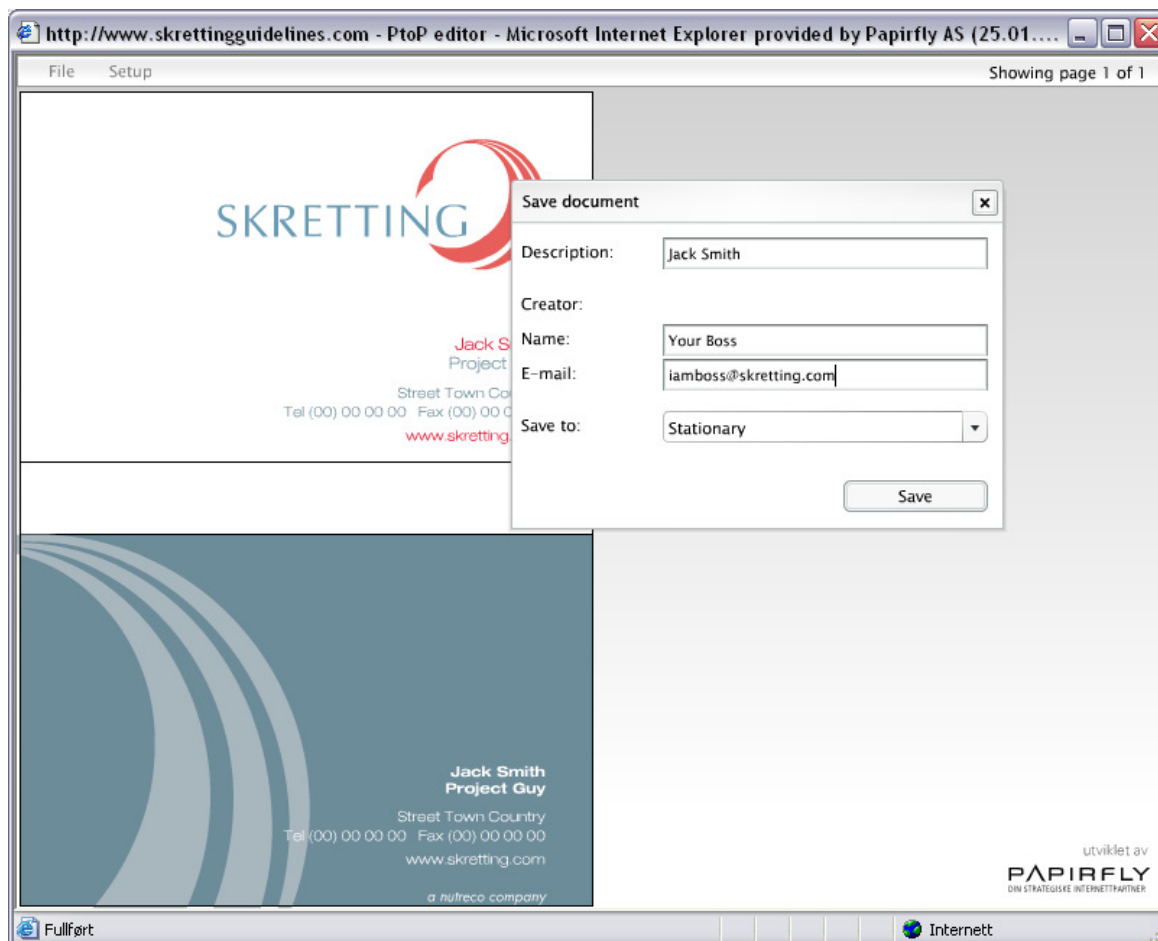 http://www.skrettingguidelines.com - PtoP editor - Microsoft Internet Explorer provided by Papirfly AS (25.01....
File Setup
Showing page 1 of 1
SKRETTING
Jack S
Project
Street Town Co
Tel (00) 00 00 00 Fax (00) 00 0
www.skretting.
Save document
Description: Jack Smith
Creator:
Name: Your Boss
E-mail: iamboss@skretting.com
Save to: Stationary
Save
Jack Smith
Project Guy
Street Town Country
Tel (00) 00 00 00 Fax (00) 00 00 00
www.skretting.com
a nutreco company
utviklet av
PAPIRFLY
DIN STRATEGISKE INTERNETTPARTNER
Fullført
Internett